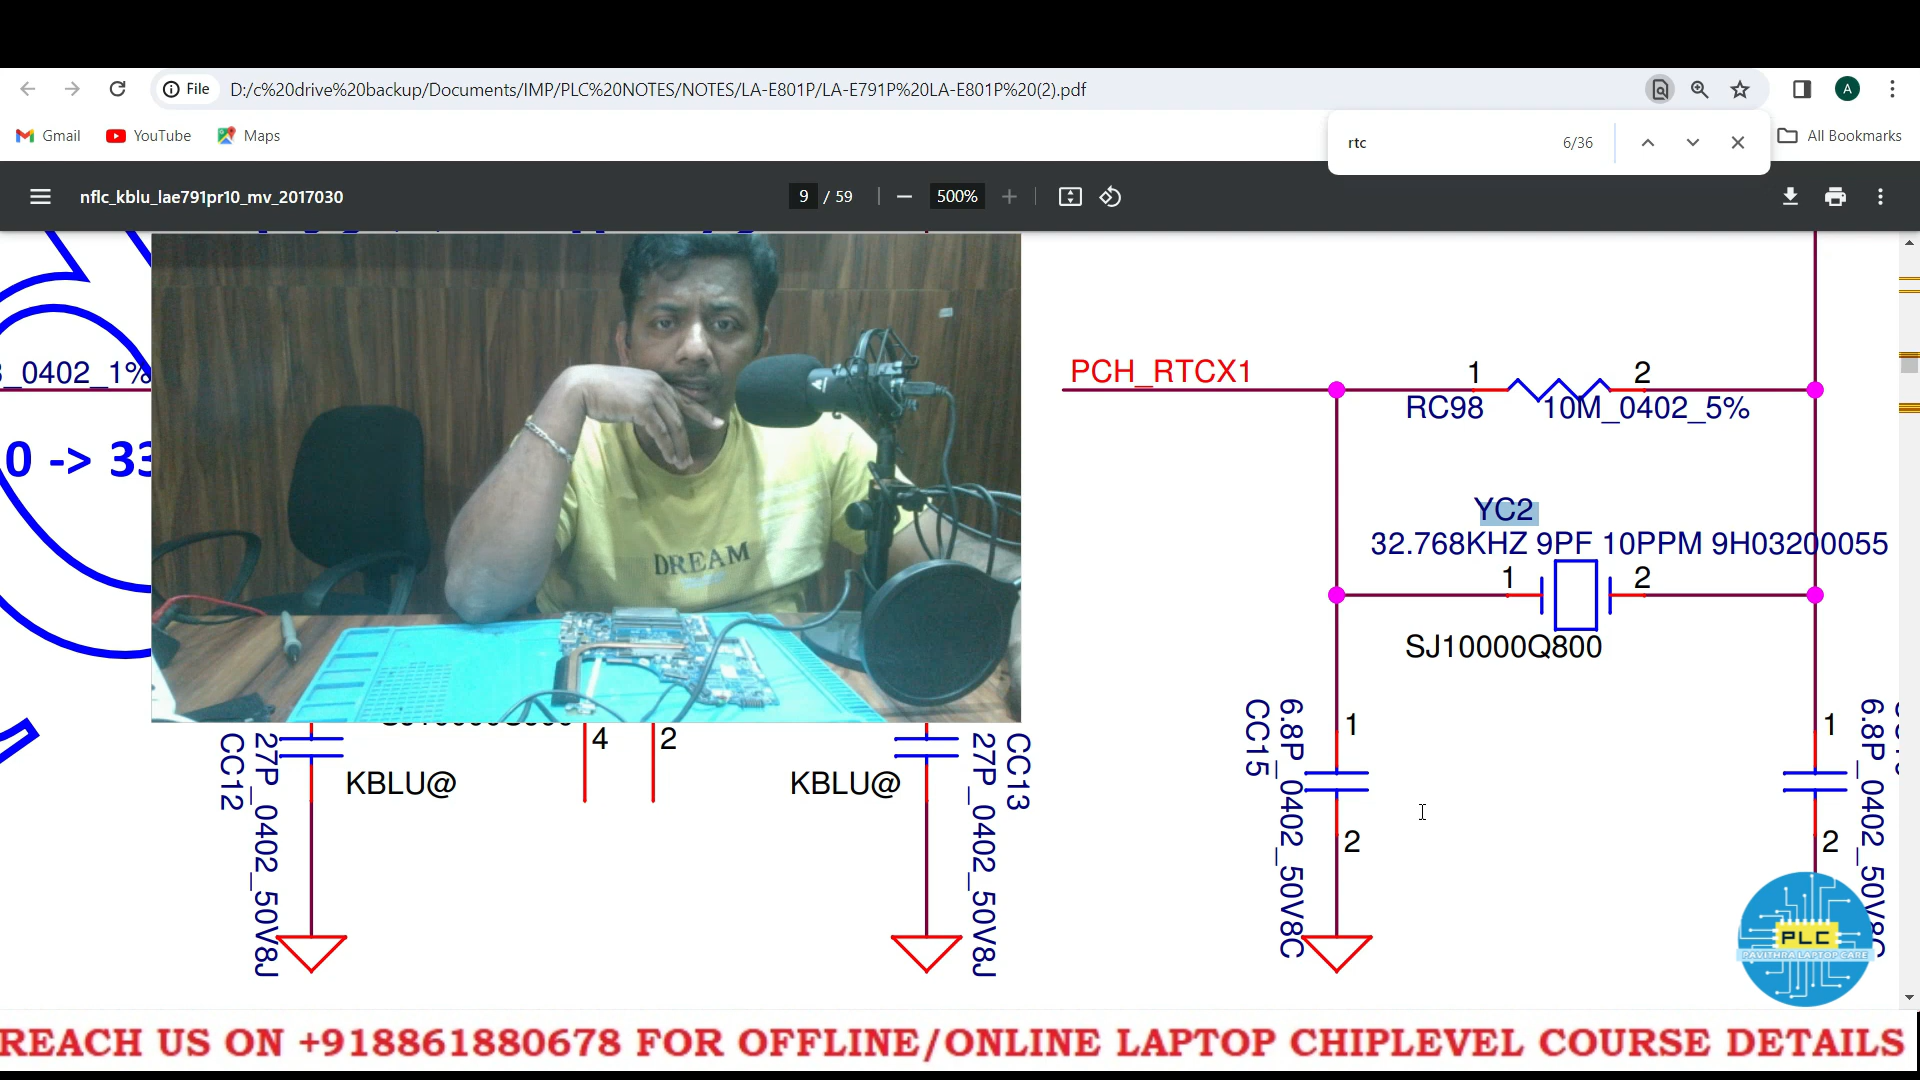 File
D:/c%20drive%20backup/Documents/IMP/PLC%20NOTES/NOTES/LA-E801P/LA-E791P%20LA-E801P%20(2).pdf
A
Gmail
YouTube
Maps
rtc
6/36
All Bookmarks
nflc_kblu_lae791pr10_mv_2017030
9 / 59
500%
_0402_1%
0 -> 33
DREAM
PCH_RTCX1
1
2
RC98
10M_0402_5%
YC2
32.768KHZ 9PF 10PPM 9H03200055
1
2
SJ10000Q800
4
2
CC12
27P_0402_50V8J
KBLU@
KBLU@
27P_0402_50V8J
CC13
CC15
6.8P_0402_50V8C
1
2
1
2
6.8P_0402_50V8C
PLC
PAVITHRA LAPTOP CARE
REACH US ON +918861880678 FOR OFFLINE/ONLINE LAPTOP CHIPLEVEL COURSE DETAILS